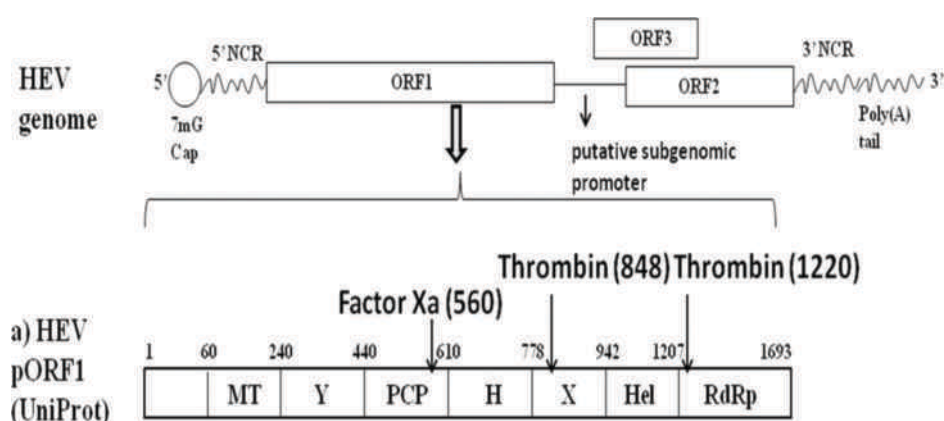 HEV
genome
5'
7mG
Cap
5'NCR
ORF1
ORF3
ORF2
3'NCR
3'
Poly(A)
tail
putative subgenomic
promoter
Thrombin (848) Thrombin (1220)
Factor Xa (560)
a) HEV
pORF1
(UniProt)
1 60 240 440 610 778 942 1207 1693
MT Y PCP H X Hel RdRp